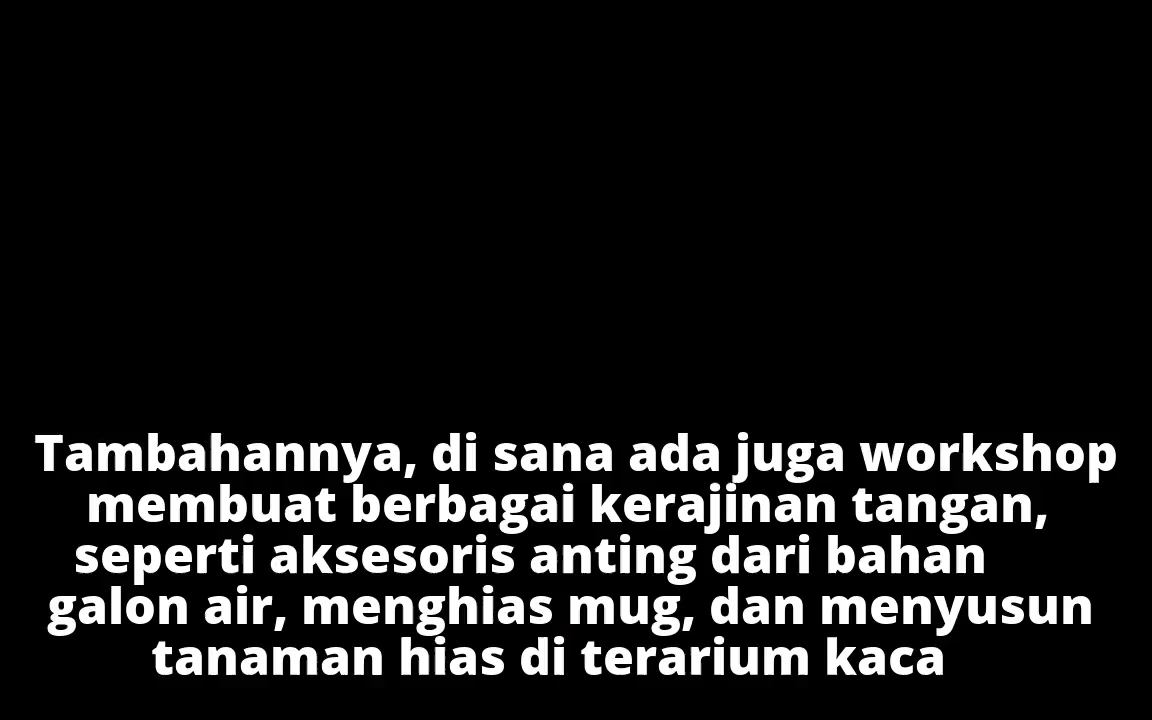 Tambahannya, di sana ada juga workshop
membuat berbagai kerajinan tangan,
seperti aksesoris anting dari bahan
galon air, menghias mug, dan menyusun
tanaman hias di terarium kaca